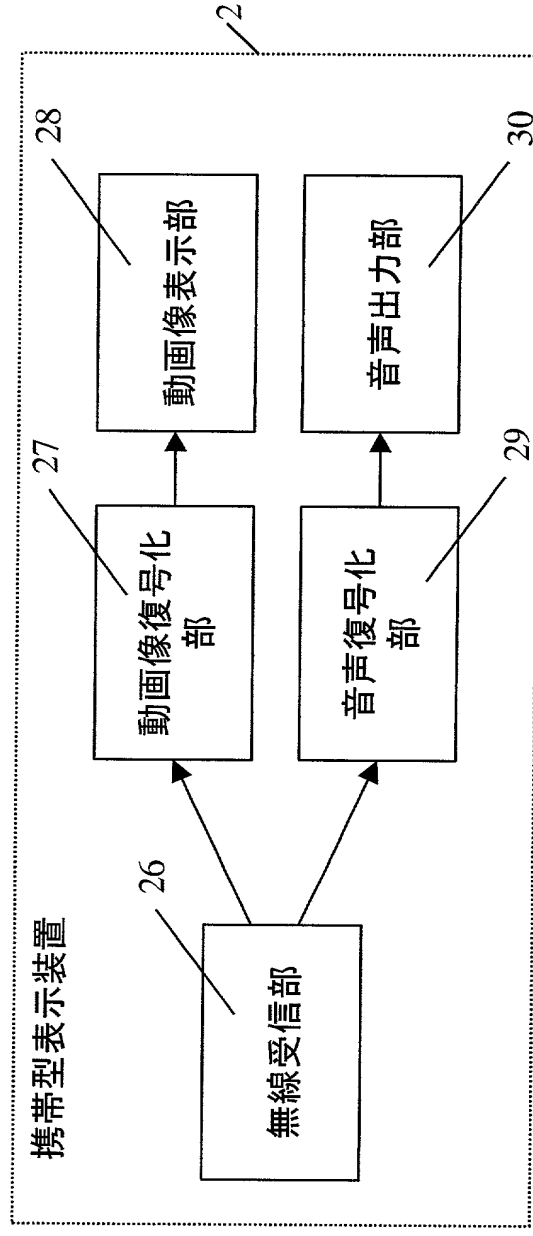 携帯型表示装置
2
26
無線受信部
27
動画像復号化
部
28
動画像表示部
29
音声復号化
部
30
音声出力部